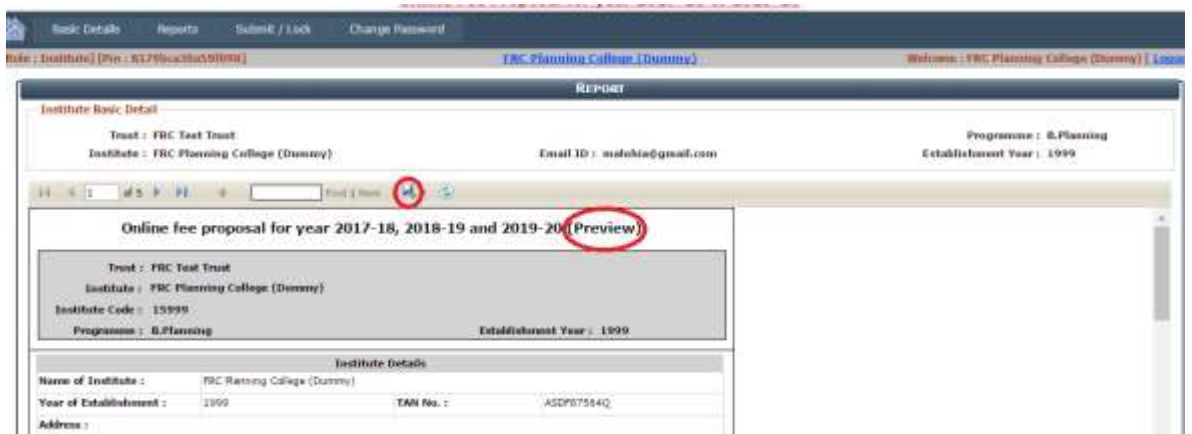 Basic Details Reports Submit / Lock Change Password
FRC Planning College (Dummy) Welcome : FRC Planning College (Dummy) [
REPORT
Institute Basic Detail
Trust : FRC Test Trust Programme : B.Planning
Institute : FRC Planning College (Dummy) Email ID : malohia@gmail.com Establishment Year : 1999
1 of 5 Find | Next
Online fee proposal for year 2017-18, 2018-19 and 2019-20 (Preview)
Trust : FRC Test Trust
Institute : FRC Planning College (Dummy)
Institute Code : 15999
Programme : B.Planning Establishment Year : 1999
Institute Details
Name of Institute : FRC Planning College (Dummy)
Year of Establishment : 1999 TAN No. : ASDF87564Q
Address :